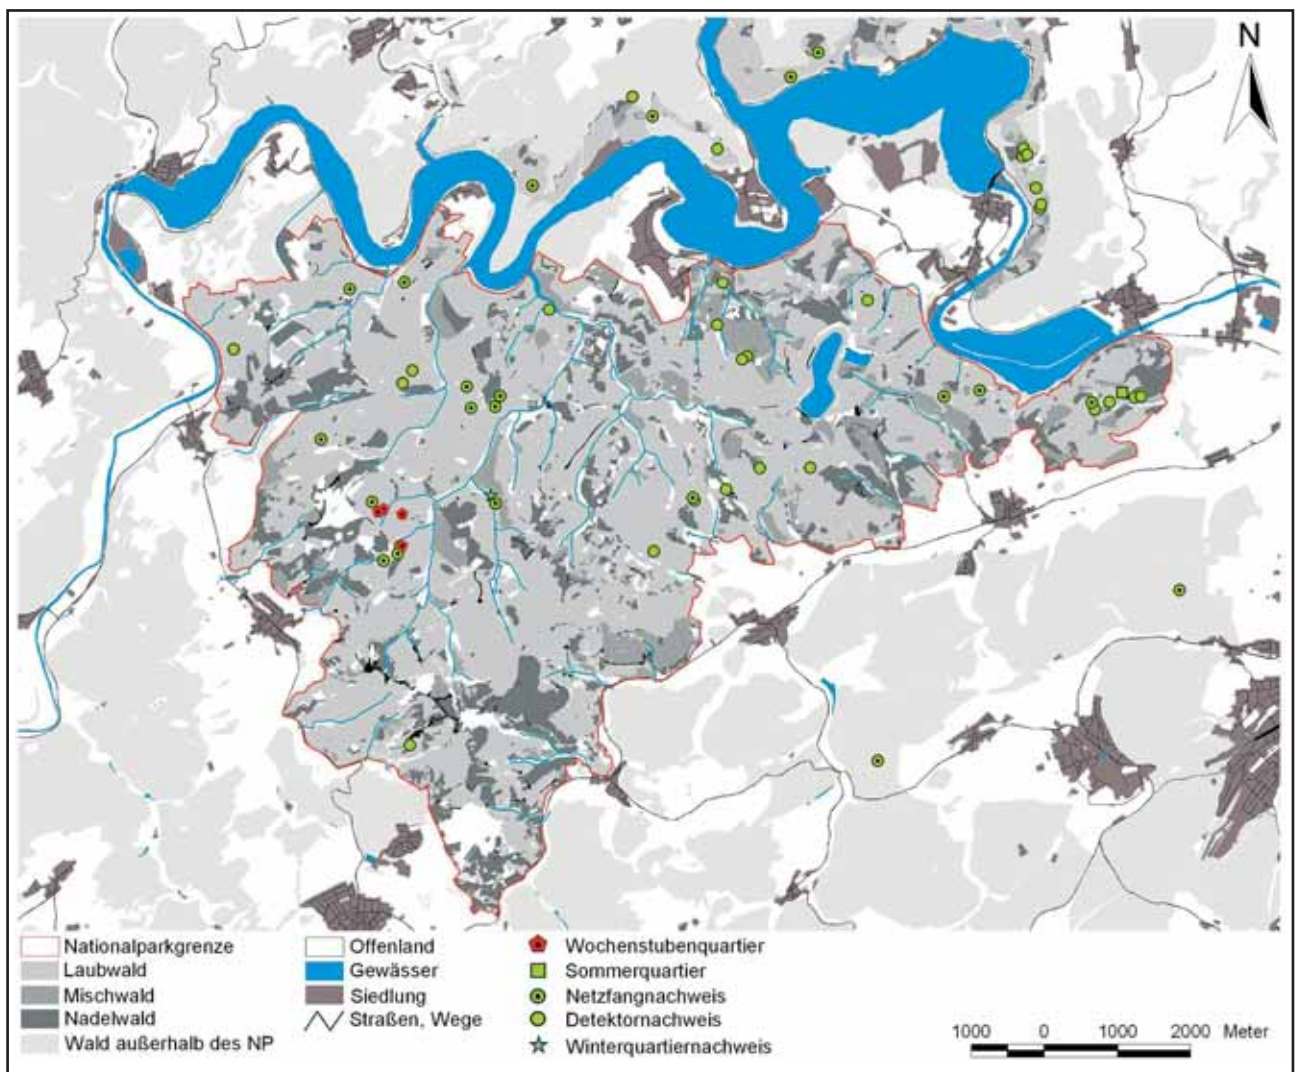 N
Nationalparkgrenze
Laubwald
Mischwald
Nadelwald
Wald außerhalb des NP
Offenland
Gewässer
Siedlung
Straßen, Wege
Wochenstubenquartier
Sommerquartier
Netzfangnachweis
Detektornachweis
Winterquartiernachweis
1000 0 1000 2000 Meter